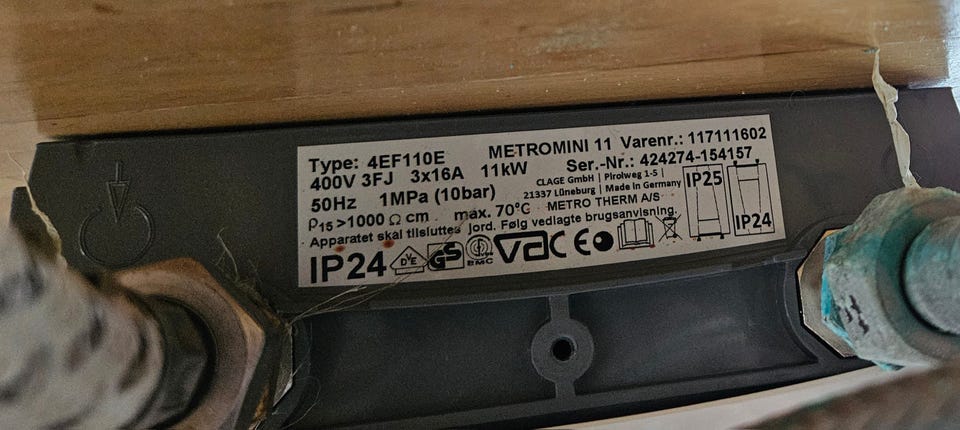 Type: 4EF110E METROMINI 11 Varenr.: 117111602
400V 3FJ 3x16A 11kW Ser.-Nr.: 424274-154157
50Hz 1MPa (10bar) CLAGE GmbH | Pirolweg 1-5 |
21337 Lüneburg | Made in Germany
ρ15 >1000 Ω cm max. 70°C METRO THERM A/S
Apparatet skal tilsluttes jord. Følg vedlagte brugsanvisning.
IP24 DVE GS EMC VAC CE
IP25
IP24